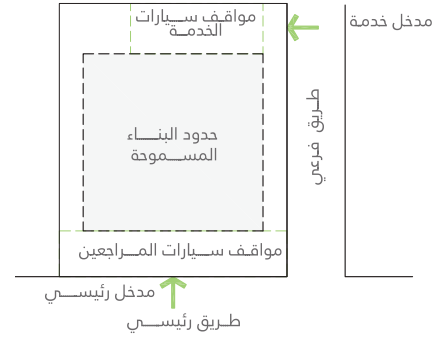 مواقف سيارات
الخدمة
مدخل خدمة
طريق فرعي
حدود البناء
المسموحة
مواقف سيارات المراجعين
مدخل رئيسي
طريق رئيسي